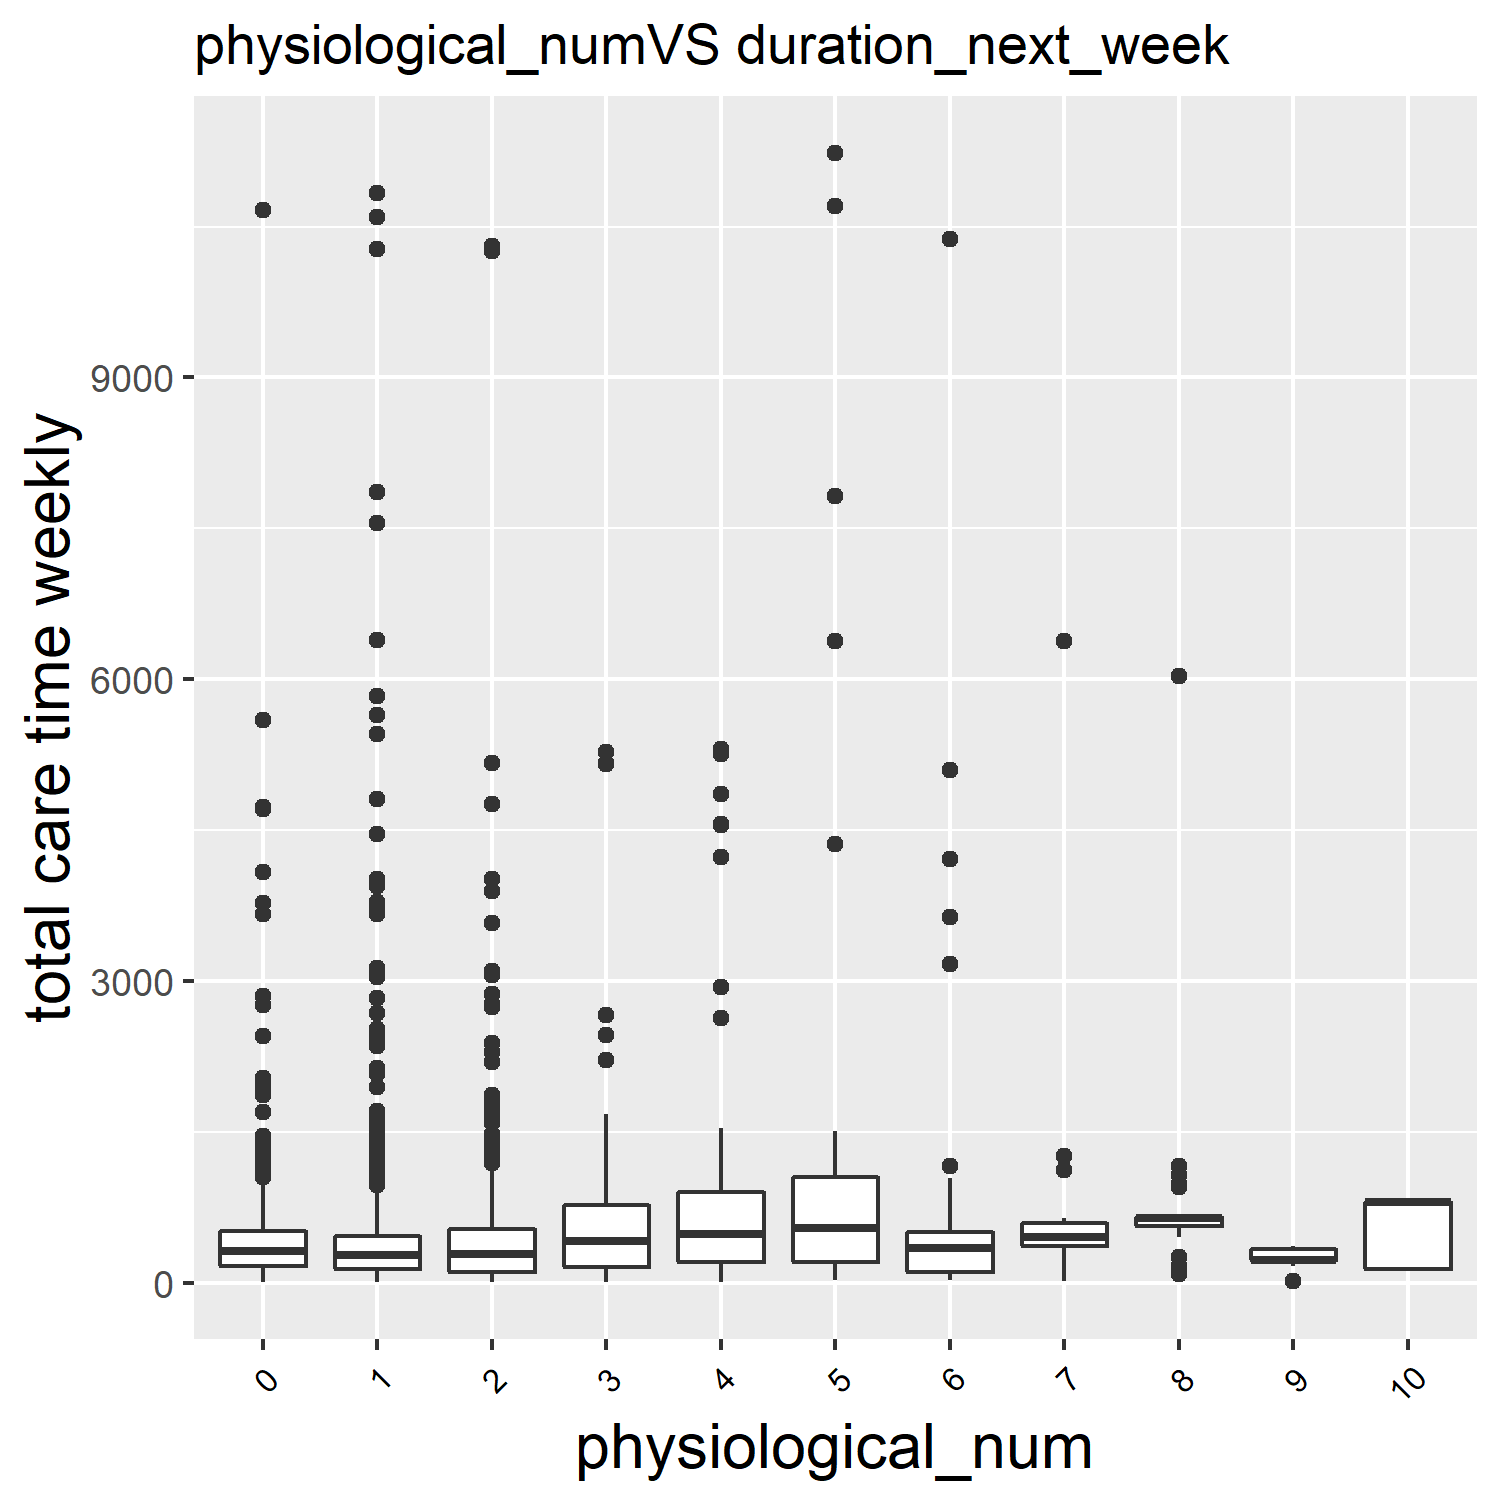 physiological_numVS duration_next_week
total care time weekly
9000
6000
3000
0
0 1 2 3 4 5 6 7 8 9 10
physiological_num